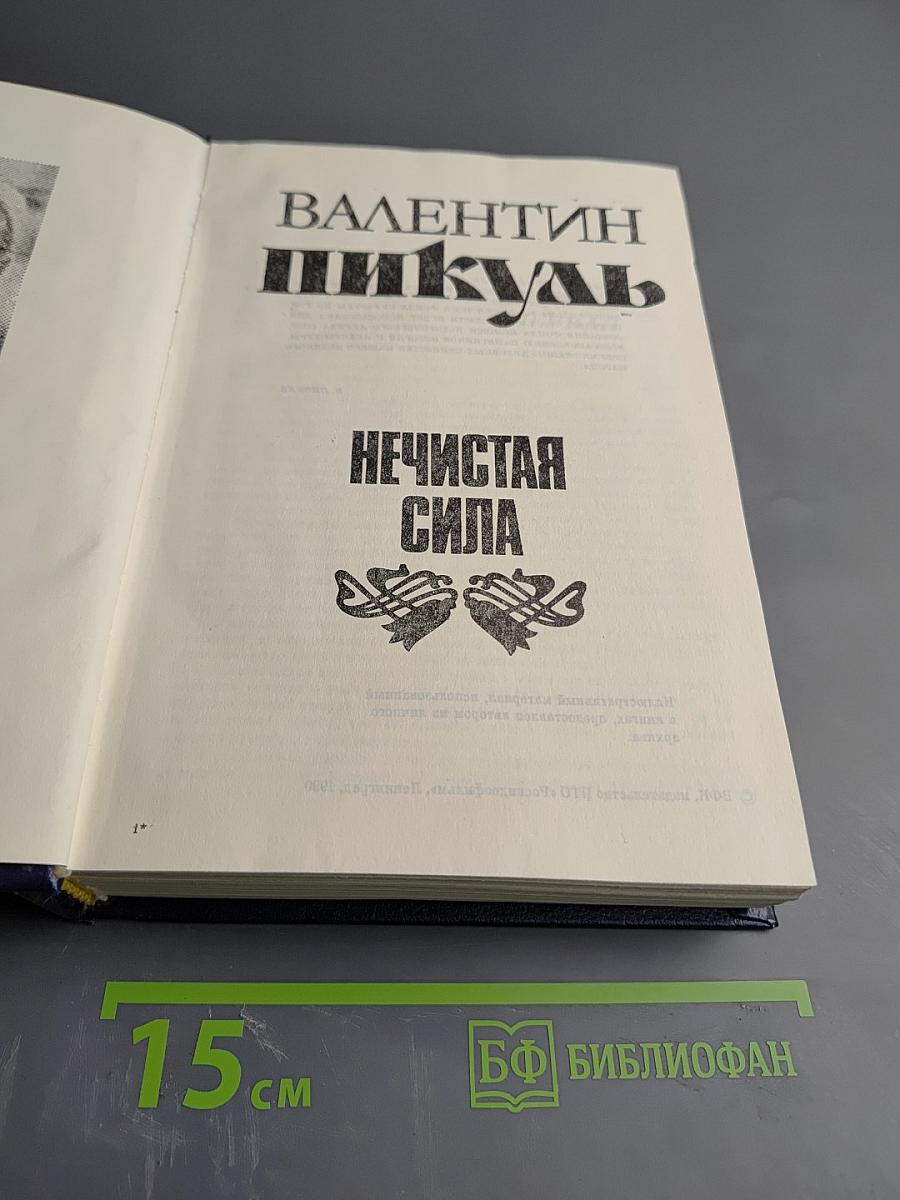 ВАЛЕНТИН
пикуль
НЕЧИСТАЯ
СИЛА
Иллюстративный материал, использованный
в книгах, предоставлен автором из личного
архива.
© ВФК, издательство ПТО «Росвидеофильм», Ленинград, 1990
1*
15 см
БФ БИБЛИОФАН